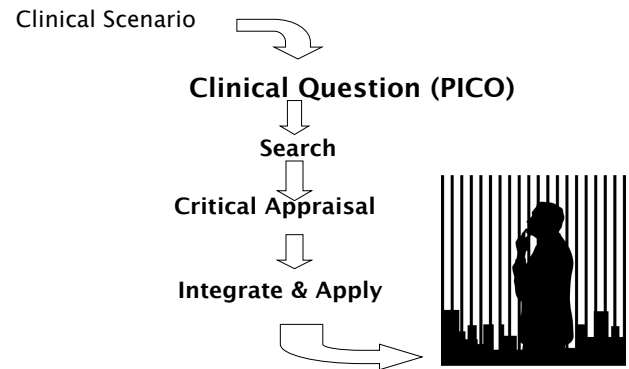 Clinical Scenario
Clinical Question (PICO)
Search
Critical Appraisal
Integrate & Apply